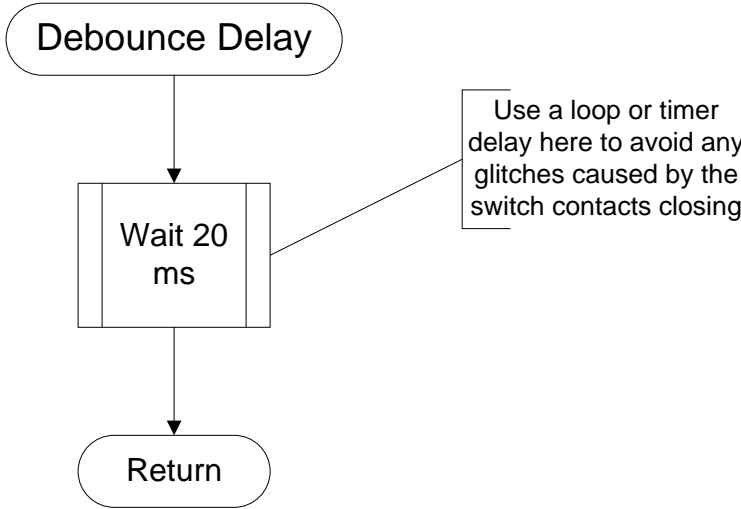 Debounce Delay
Use a loop or timer
delay here to avoid any
glitches caused by the
switch contacts closing
Wait 20
ms
Return